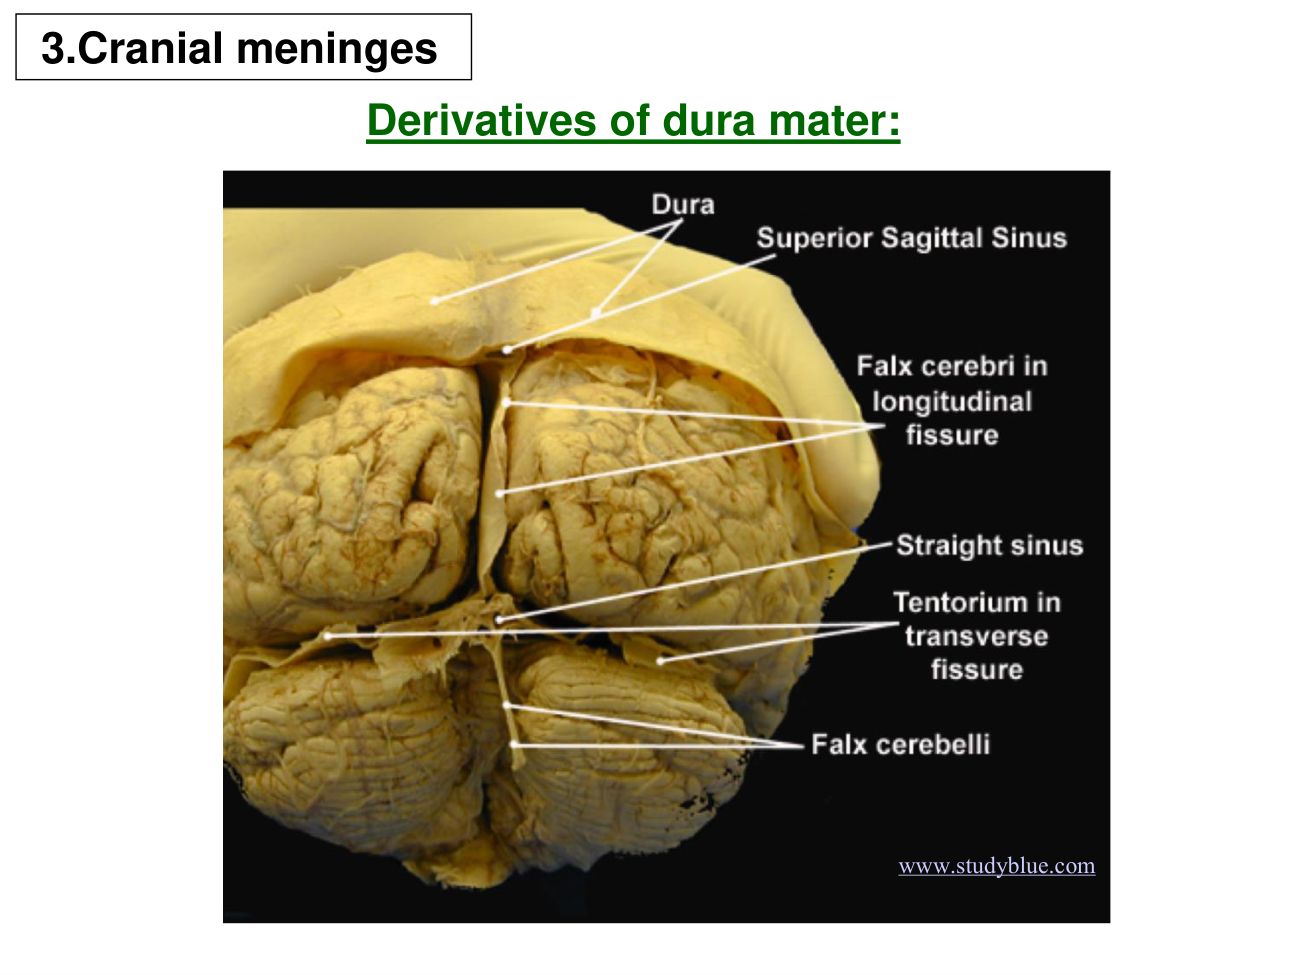 3.Cranial meninges
Derivatives of dura mater:
Dura
Superior Sagittal Sinus
Falx cerebri in
longitudinal
fissure
Straight sinus
Tentorium in
transverse
fissure
Falx cerebelli
www.studyblue.com